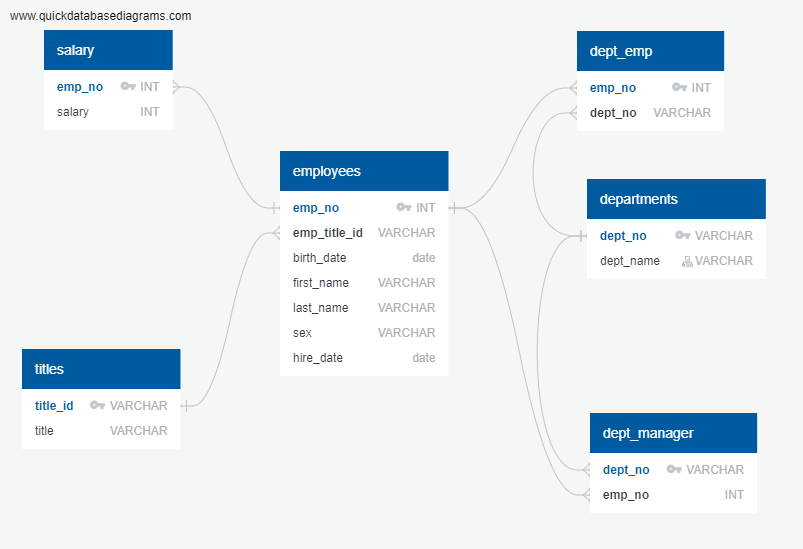 www.quickdatabasediagrams.com
salary
emp_no INT
salary INT
dept_emp
emp_no INT
dept_no VARCHAR
employees
emp_no INT
emp_title_id VARCHAR
birth_date date
first_name VARCHAR
last_name VARCHAR
sex VARCHAR
hire_date date
departments
dept_no VARCHAR
dept_name VARCHAR
titles
title_id VARCHAR
title VARCHAR
dept_manager
dept_no VARCHAR
emp_no INT